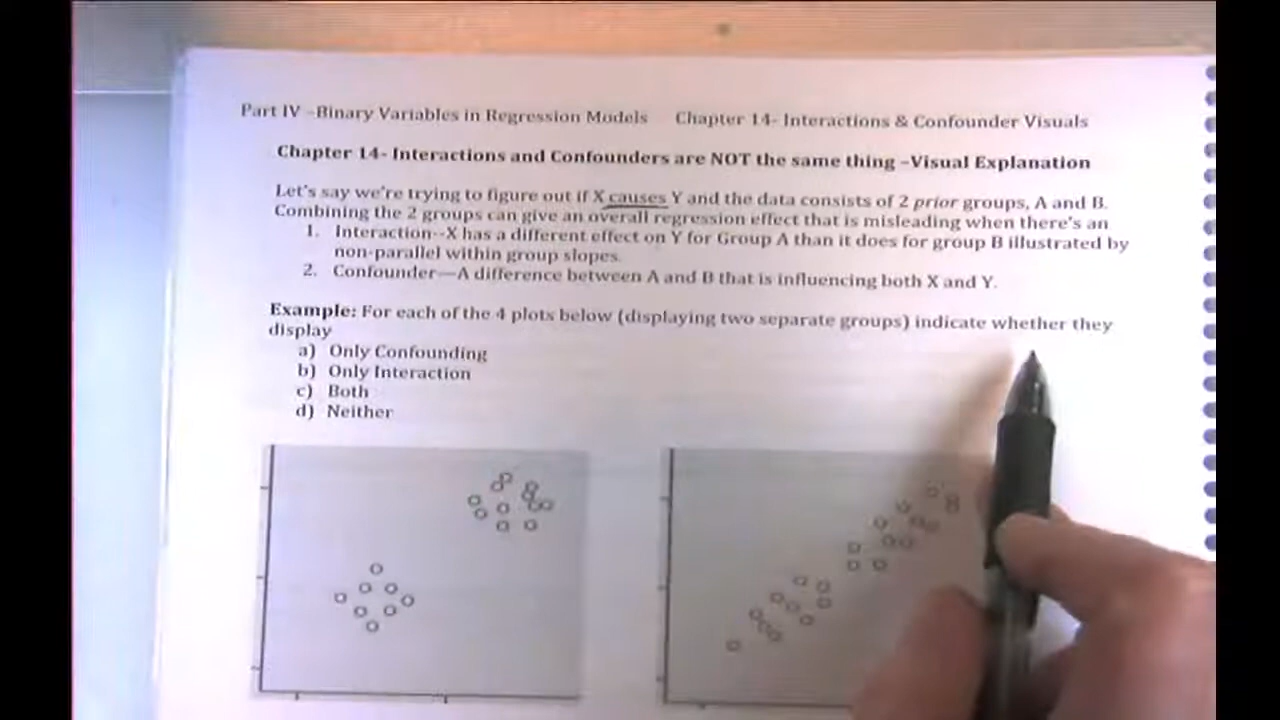 Part IV -Binary Variables in Regression Models Chapter 14- Interactions & Confounder Visuals
Chapter 14- Interactions and Confounders are NOT the same thing –Visual Explanation
Let's say we're trying to figure out if X causes Y and the data consists of 2 prior groups, A and B.
Combining the 2 groups can give an overall regression effect that is misleading when there's an
1. Interaction--X has a different effect on Y for Group A than it does for group B illustrated by
non-parallel within group slopes.
2. Confounder—A difference between A and B that is influencing both X and Y.
Example: For each of the 4 plots below (displaying two separate groups) indicate whether they
display
a) Only Confounding
b) Only Interaction
c) Both
d) Neither